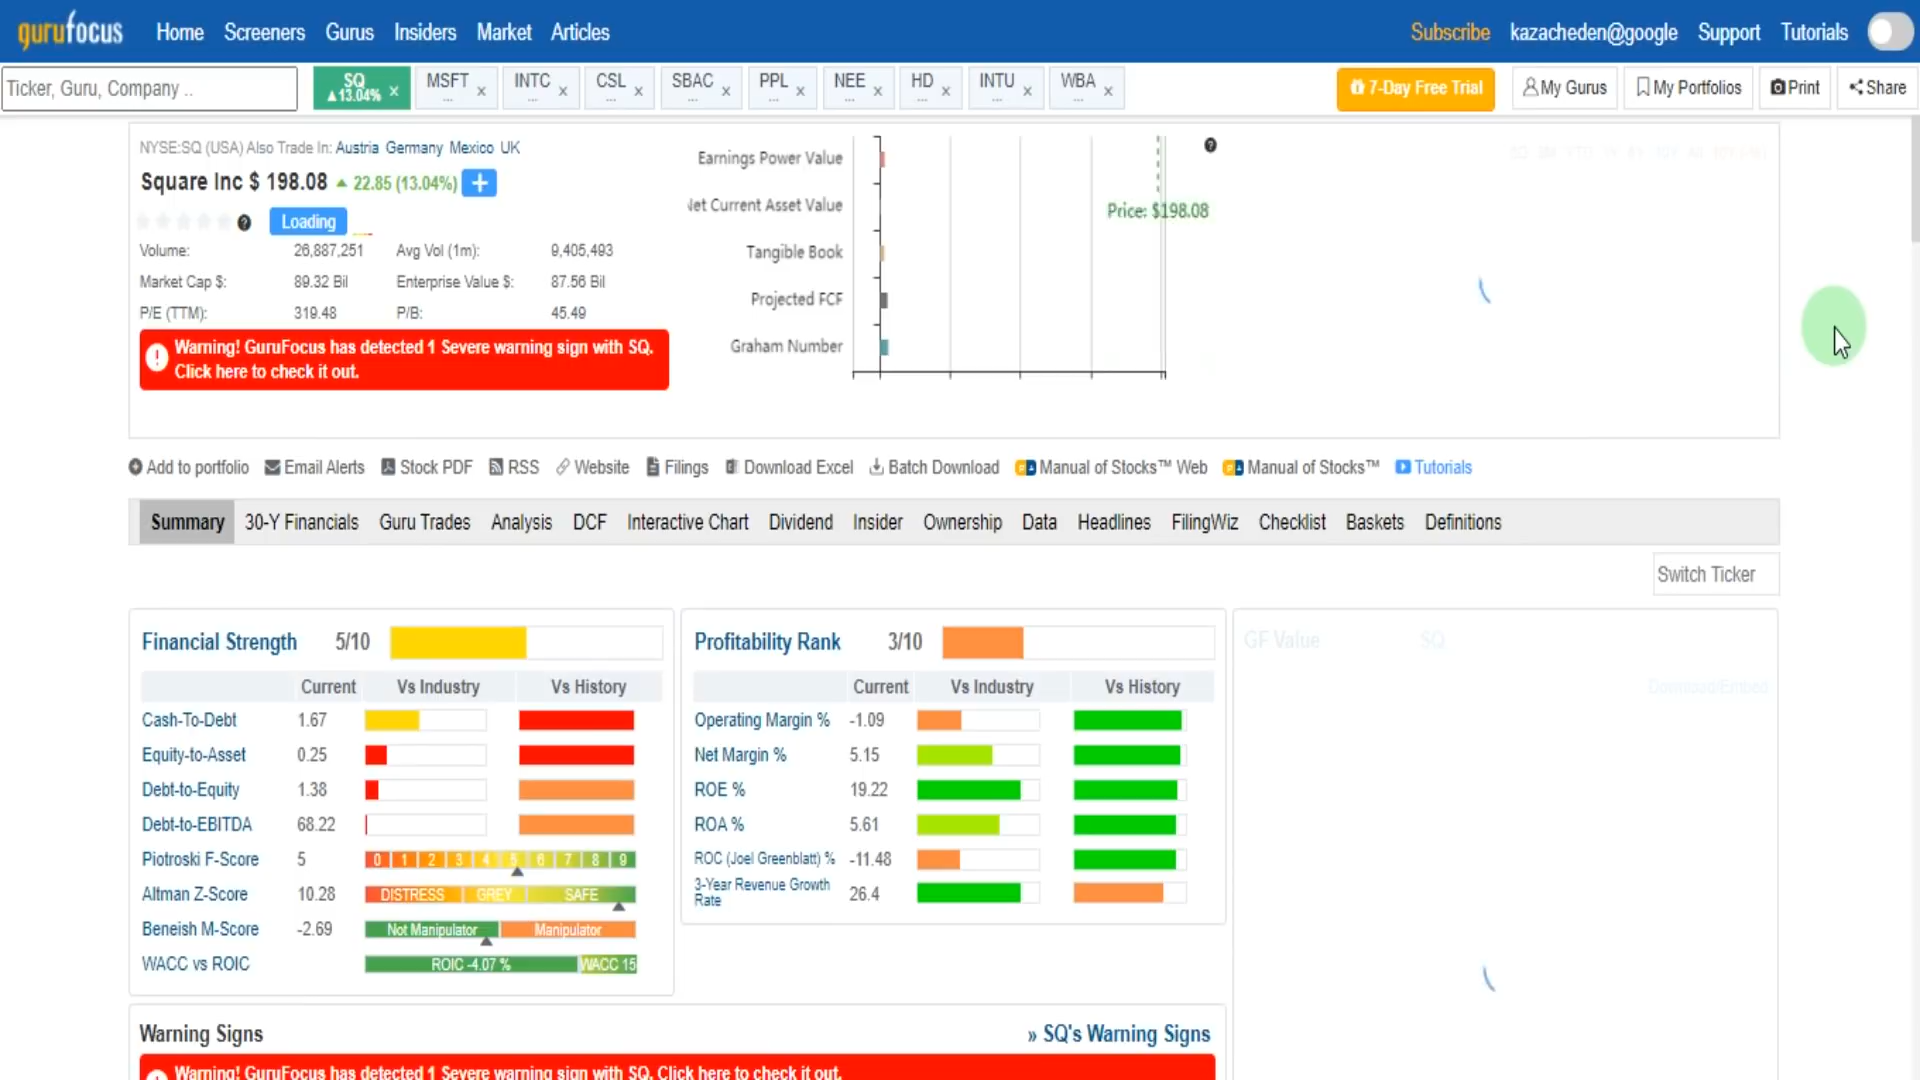 gurufocus Home Screeners Gurus Insiders Market Articles Subscribe kazacheden@google Support Tutorials
Ticker, Guru, Company ..
SQ ▲13.04% ×
MSFT ... ×
INTC ... ×
CSL ... ×
SBAC ... ×
PPL ... ×
NEE ... ×
HD ... ×
INTU ... ×
WBA ... ×
7-Day Free Trial My Gurus My Portfolios Print Share
NYSE:SQ (USA) Also Trade In: Austria Germany Mexico UK
Square Inc $ 198.08 ▲ 22.85 (13.04%) +
? Loading
Volume: 26,887,251 Avg Vol (1m): 9,405,493
Market Cap $: 89.32 Bil Enterprise Value $: 87.56 Bil
P/E (TTM): 319.48 P/B: 45.49
! Warning! GuruFocus has detected 1 Severe warning sign with SQ.
Click here to check it out.
Earnings Power Value
Net Current Asset Value
Tangible Book
Projected FCF
Graham Number
Price: $198.08
?
Add to portfolio Email Alerts Stock PDF RSS Website Filings Download Excel Batch Download Manual of Stocks™ Web Manual of Stocks™ Tutorials
Summary 30-Y Financials Guru Trades Analysis DCF Interactive Chart Dividend Insider Ownership Data Headlines FilingWiz Checklist Baskets Definitions
Switch Ticker
Financial Strength 5/10
Current Vs Industry Vs History
Cash-To-Debt 1.67
Equity-to-Asset 0.25
Debt-to-Equity 1.38
Debt-to-EBITDA 68.22
Piotroski F-Score 5 0 1 2 3 4 5 6 7 8 9
Altman Z-Score 10.28 DISTRESS GREY SAFE
Beneish M-Score -2.69 Not Manipulator Manipulator
WACC vs ROIC ROIC -4.07 % WACC 15
Profitability Rank 3/10
Current Vs Industry Vs History
Operating Margin % -1.09
Net Margin % 5.15
ROE % 19.22
ROA % 5.61
ROC (Joel Greenblatt) % -11.48
3-Year Revenue Growth
Rate 26.4
GF Value SQ
Download/Embed
Warning Signs » SQ's Warning Signs
Warning! GuruFocus has detected 1 Severe warning sign with SQ. Click here to check it out.